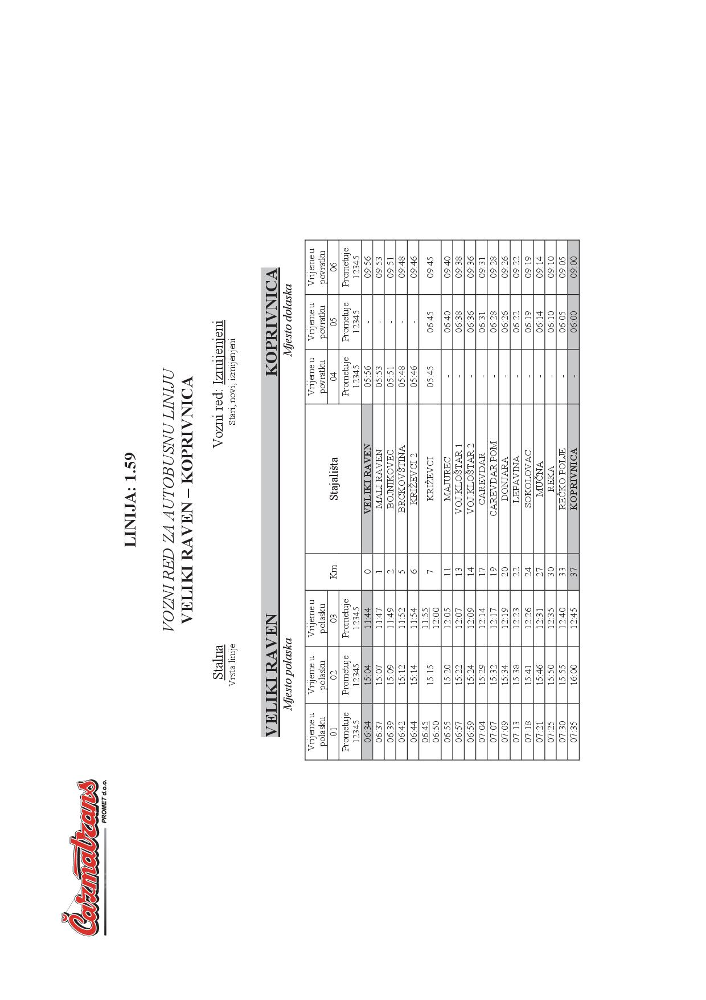 Čazmatrans
PROMET d.o.o.
LINIJA: 1.59
VOZNI RED ZA AUTOBUSNU LINIJU
VELIKI RAVEN – KOPRIVNICA
Stalna Vozni red: Izmijenjeni
Vrsta linije Stari, novi, izmijenjeni
VELIKI RAVEN KOPRIVNICA
Mjesto polaska Mjesto dolaska
Vrijeme u polasku Vrijeme u polasku Vrijeme u polasku Km Stajališta Vrijeme u povratku Vrijeme u povratku Vrijeme u povratku
01 02 03 04 05 06
Prometuje 12345 Prometuje 12345 Prometuje 12345 Prometuje 12345 Prometuje 12345 Prometuje 12345
06:34 15:04 11:44 0 VELIKI RAVEN 05:56 - 09:56
06:37 15:07 11:47 1 MALI RAVEN 05:53 - 09:53
06:39 15:09 11:49 2 BOJNIKOVEC 05:51 - 09:51
06:42 15:12 11:52 5 BRCKOVŠTINA 05:48 - 09:48
06:44 15:14 11:54 6 KRIŽEVCI 2 05:46 - 09:46
06:45 06:50 15:15 11:55 12:00 7 KRIŽEVCI 05:45 06:45 09:45
06:55 15:20 12:05 11 MAJUREC - 06:40 09:40
06:57 15:22 12:07 13 VOJ.KLOŠTAR 1 - 06:38 09:38
06:59 15:24 12:09 14 VOJ.KLOŠTAR 2 - 06:36 09:36
07:04 15:29 12:14 17 CAREVDAR - 06:31 09:31
07:07 15:32 12:17 19 CAREVDAR POM - 06:28 09:28
07:09 15:34 12:19 20 DONJARA - 06:26 09:26
07:13 15:38 12:23 22 LEPAVINA - 06:22 09:22
07:18 15:41 12:26 24 SOKOLOVAC - 06:19 09:19
07:21 15:46 12:31 27 MUČNA - 06:14 09:14
07:25 15:50 12:35 30 REKA - 06:10 09:10
07:30 15:55 12:40 33 REČKO POLJE - 06:05 09:05
07:35 16:00 12:45 37 KOPRIVNICA - 06:00 09:00